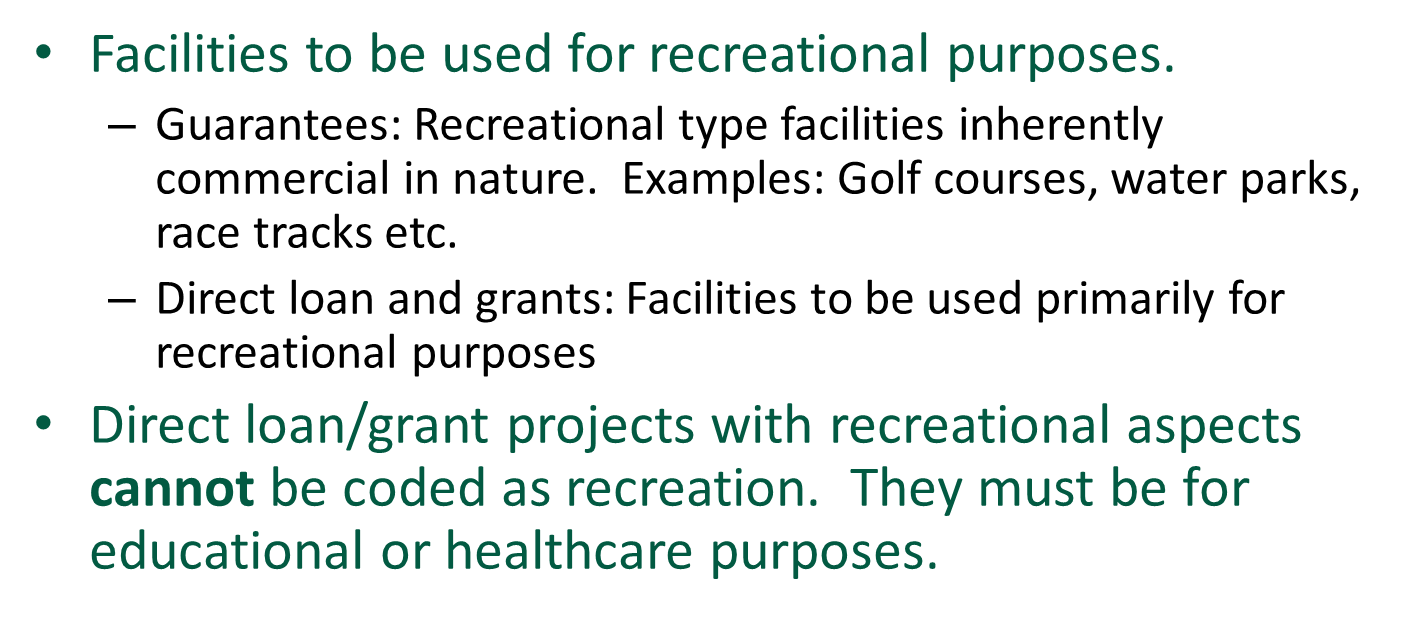 • Facilities to be used for recreational purposes.
– Guarantees: Recreational type facilities inherently
commercial in nature.  Examples: Golf courses, water parks,
race tracks etc.
– Direct loan and grants: Facilities to be used primarily for
recreational purposes
• Direct loan/grant projects with recreational aspects
cannot be coded as recreation.  They must be for
educational or healthcare purposes.